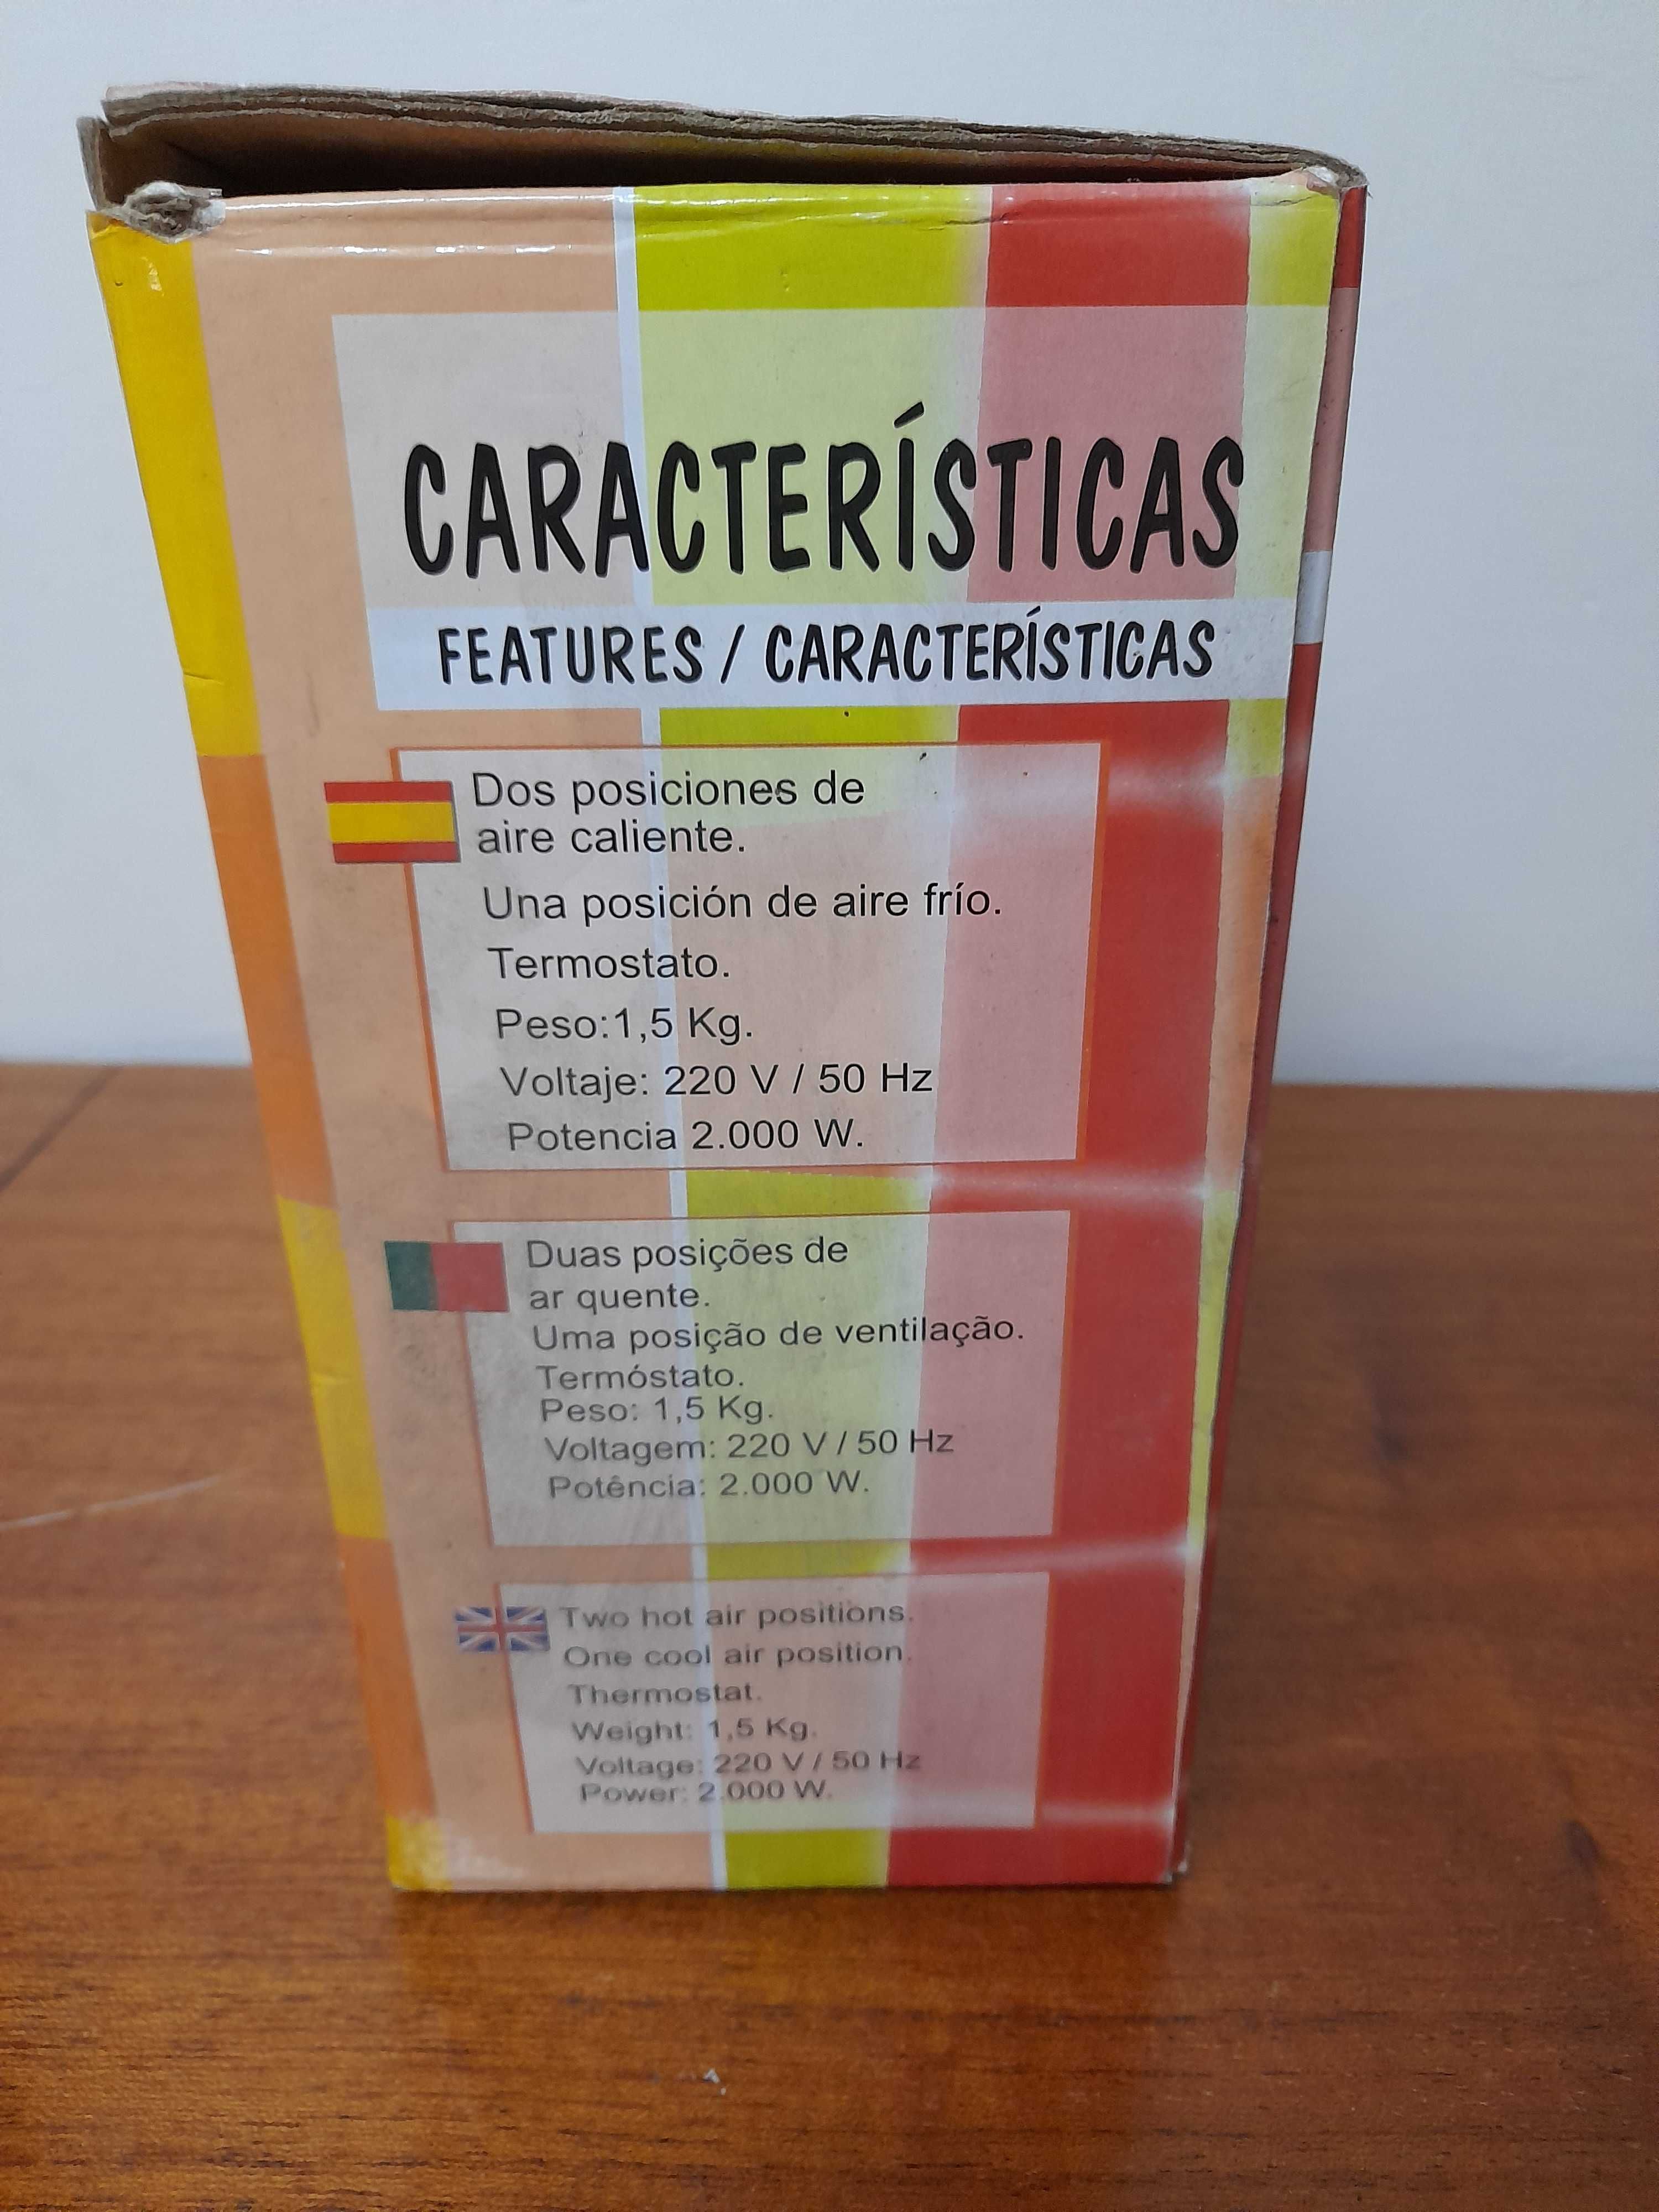 CARACTERÍSTICAS
FEATURES / CARACTERÍSTICAS
Dos posiciones de
aire caliente.
Una posición de aire frío.
Termostato.
Peso:1,5 Kg.
Voltaje: 220 V / 50 Hz
Potencia 2.000 W.
Duas posições de
ar quente.
Uma posição de ventilação.
Termóstato.
Peso: 1,5 Kg.
Voltagem: 220 V / 50 Hz
Potência: 2.000 W.
Two hot air positions.
One cool air position.
Thermostat.
Weight: 1,5 Kg.
Voltage: 220 V / 50 Hz
Power: 2.000 W.